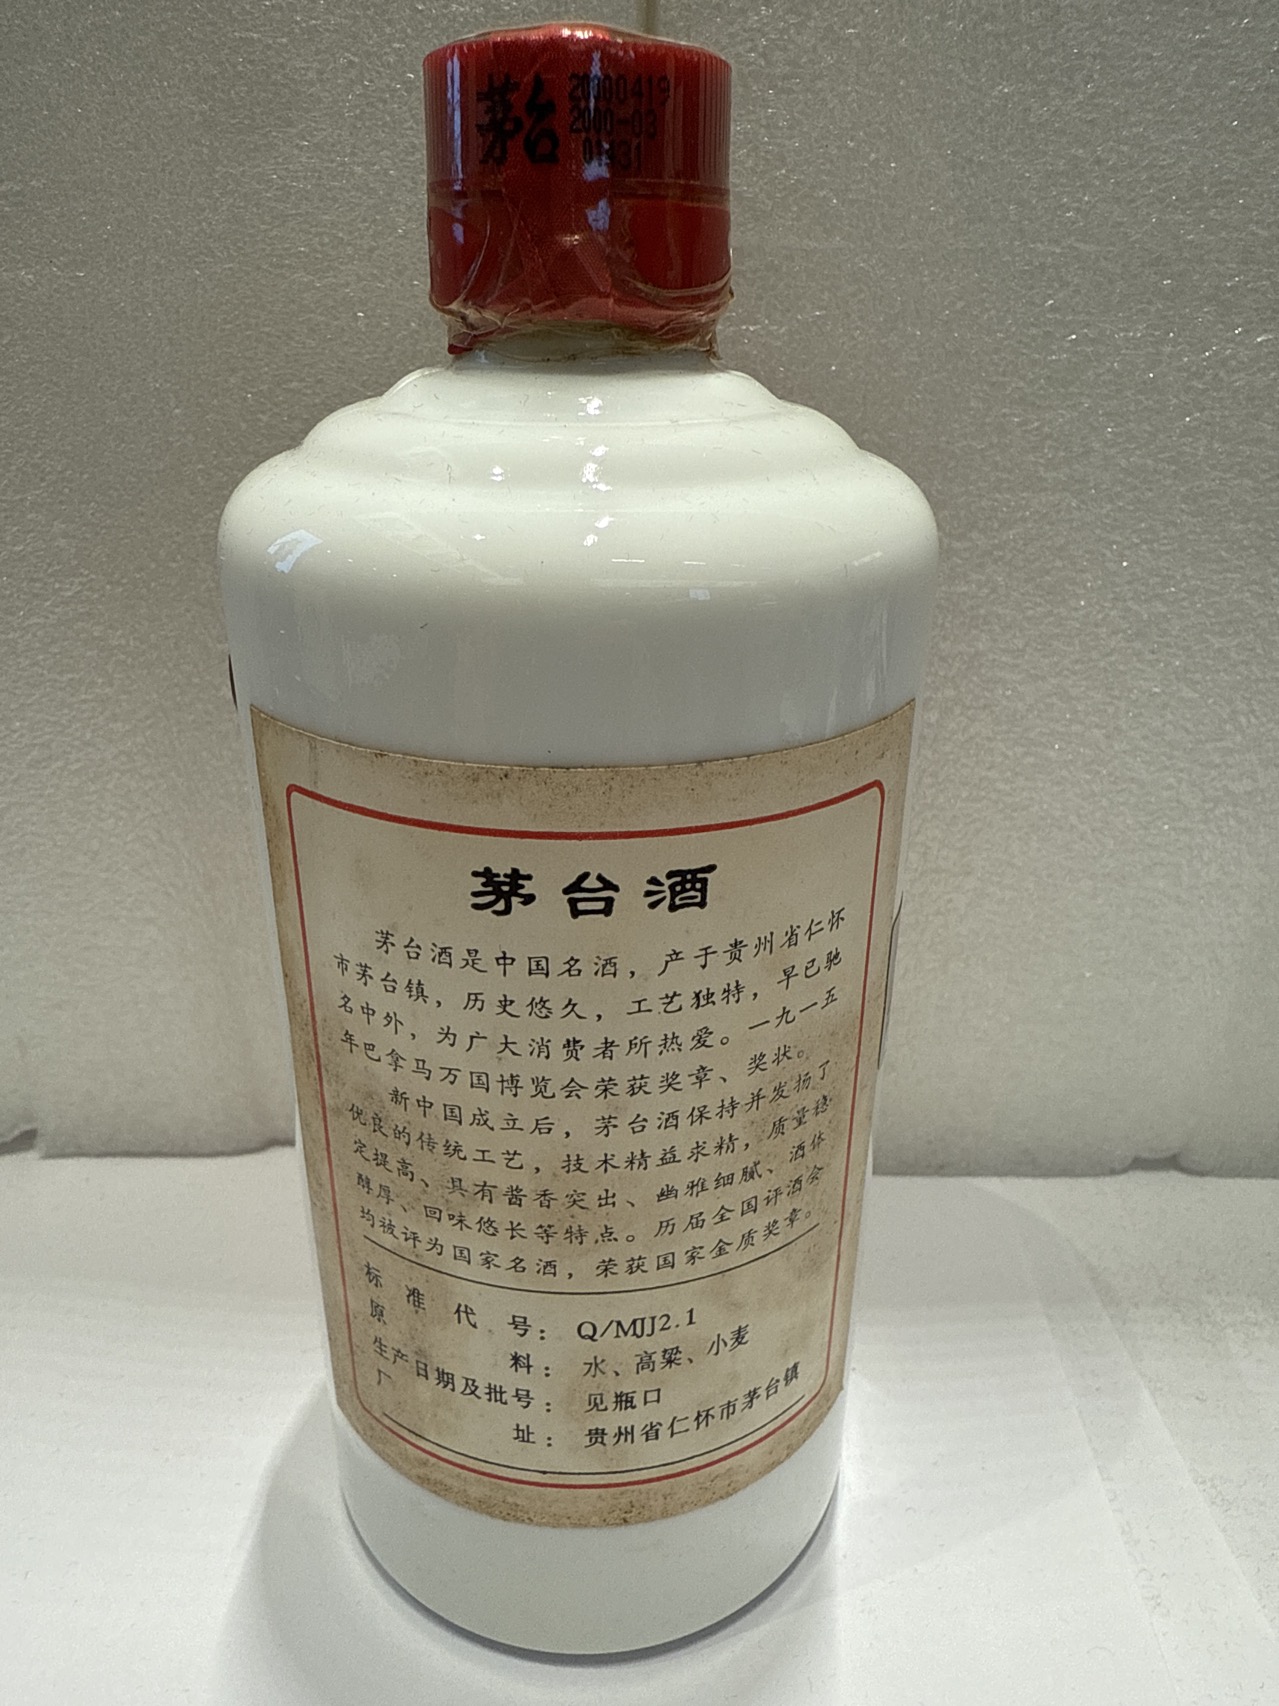 茅台
20000419
2000-03
01431
茅台酒
茅台酒是中国名酒，产于贵州省仁怀
市茅台镇，历史悠久，工艺独特，早已驰
名中外，为广大消费者所热爱。一九一五
年巴拿马万国博览会荣获奖章、奖状。
新中国成立后，茅台酒保持并发扬了
优良的传统工艺，技术精益求精，质量稳
定提高、具有酱香突出、幽雅细腻、酒体
醇厚、回味悠长等特点。历届全国评酒会
均被评为国家名酒，荣获国家金质奖章。
标准代号：Q/MJJ2.1
原料：水、高粱、小麦
生产日期及批号：见瓶口
厂址：贵州省仁怀市茅台镇